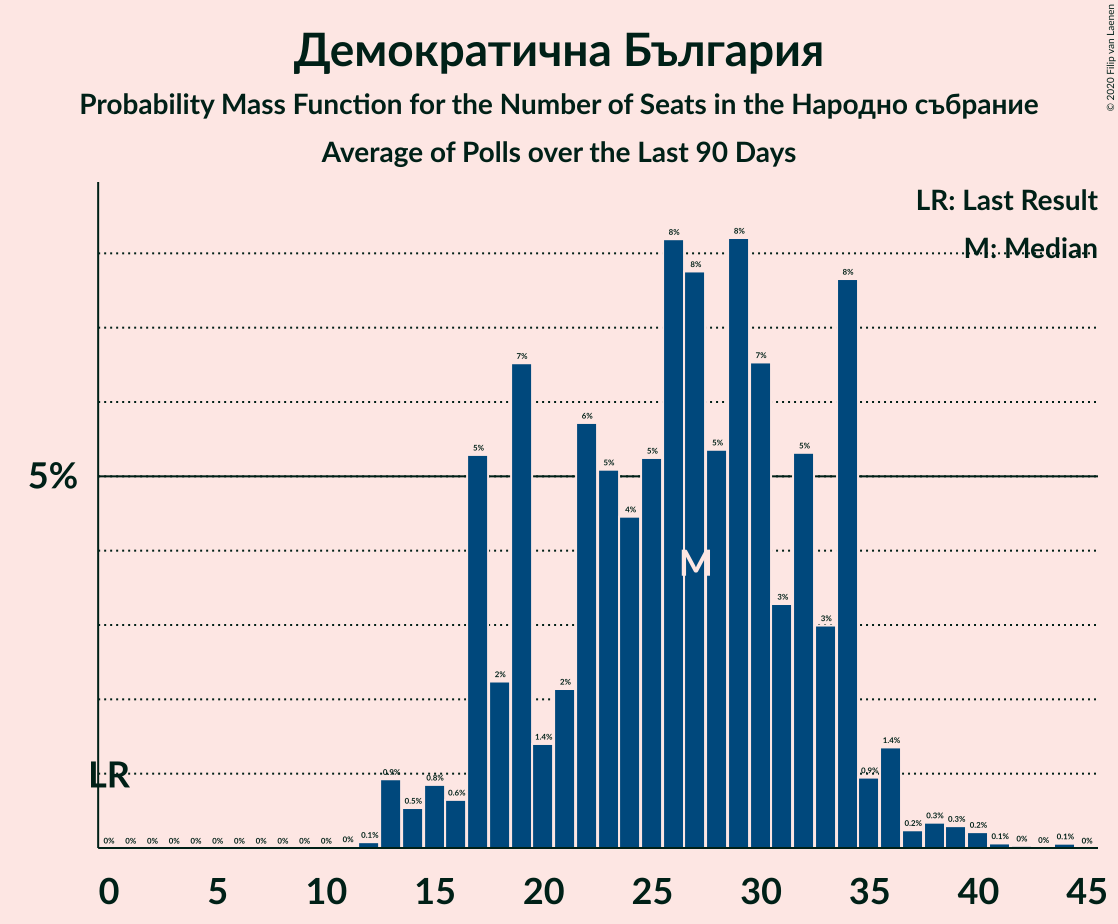 Демократична България
Probability Mass Function for the Number of Seats in the Народно събрание
Average of Polls over the Last 90 Days
© 2020 Filip van Laenen
LR: Last Result
M: Median
5%
LR
M
0% 0% 0% 0% 0% 0% 0% 0% 0% 0% 0% 0% 0.1% 0.9% 0.5% 0.8% 0.6% 5% 2% 7% 1.4% 2% 6% 5% 4% 5% 8% 8% 5% 8% 7% 3% 5% 3% 8% 0.9% 1.4% 0.2% 0.3% 0.3% 0.2% 0.1% 0% 0% 0.1% 0%
0 5 10 15 20 25 30 35 40 45